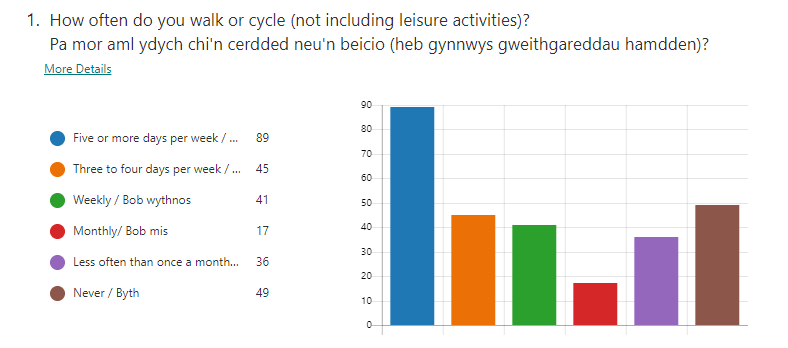 1. How often do you walk or cycle (not including leisure activities)?
Pa mor aml ydych chi'n cerdded neu'n beicio (heb gynnwys gweithgareddau hamdden)?
More Details
Five or more days per week / ... 89
Three to four days per week / ... 45
Weekly / Bob wythnos 41
Monthly/ Bob mis 17
Less often than once a month... 36
Never / Byth 49
90
80
70
60
50
40
30
20
10
0